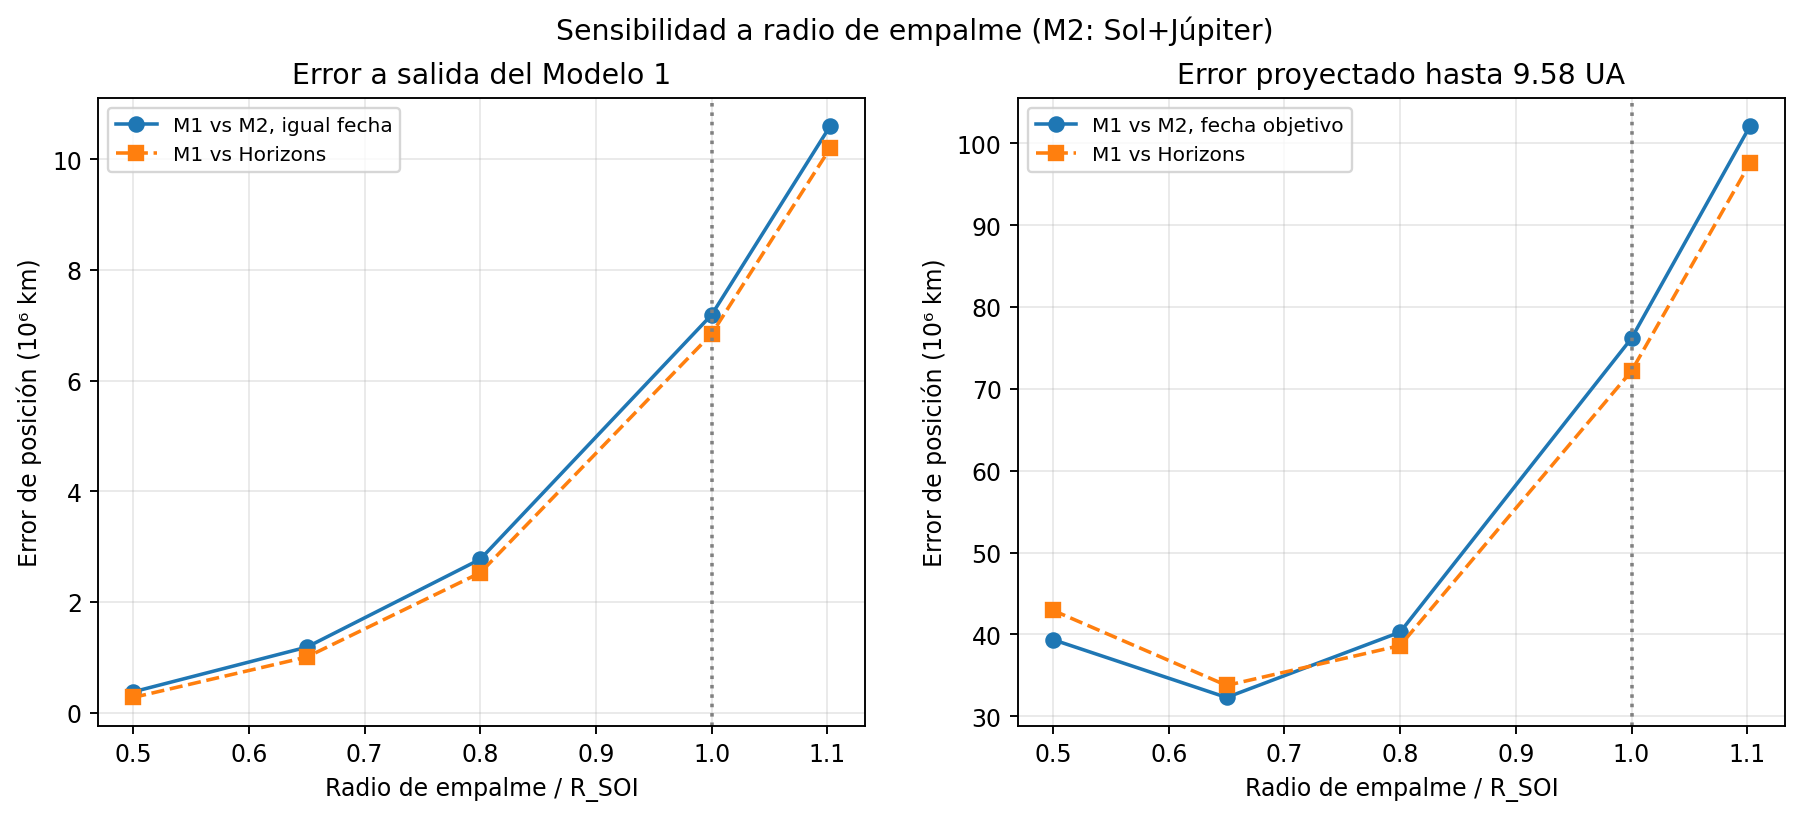 Sensibilidad a radio de empalme (M2: Sol+Júpiter)
Error a salida del Modelo 1
M1 vs M2, igual fecha
M1 vs Horizons
10
8
6
4
2
0
Error de posición (10⁶ km)
0.5 0.6 0.7 0.8 0.9 1.0 1.1
Radio de empalme / R_SOI
Error proyectado hasta 9.58 UA
M1 vs M2, fecha objetivo
M1 vs Horizons
100
90
80
70
60
50
40
30
Error de posición (10⁶ km)
0.5 0.6 0.7 0.8 0.9 1.0 1.1
Radio de empalme / R_SOI